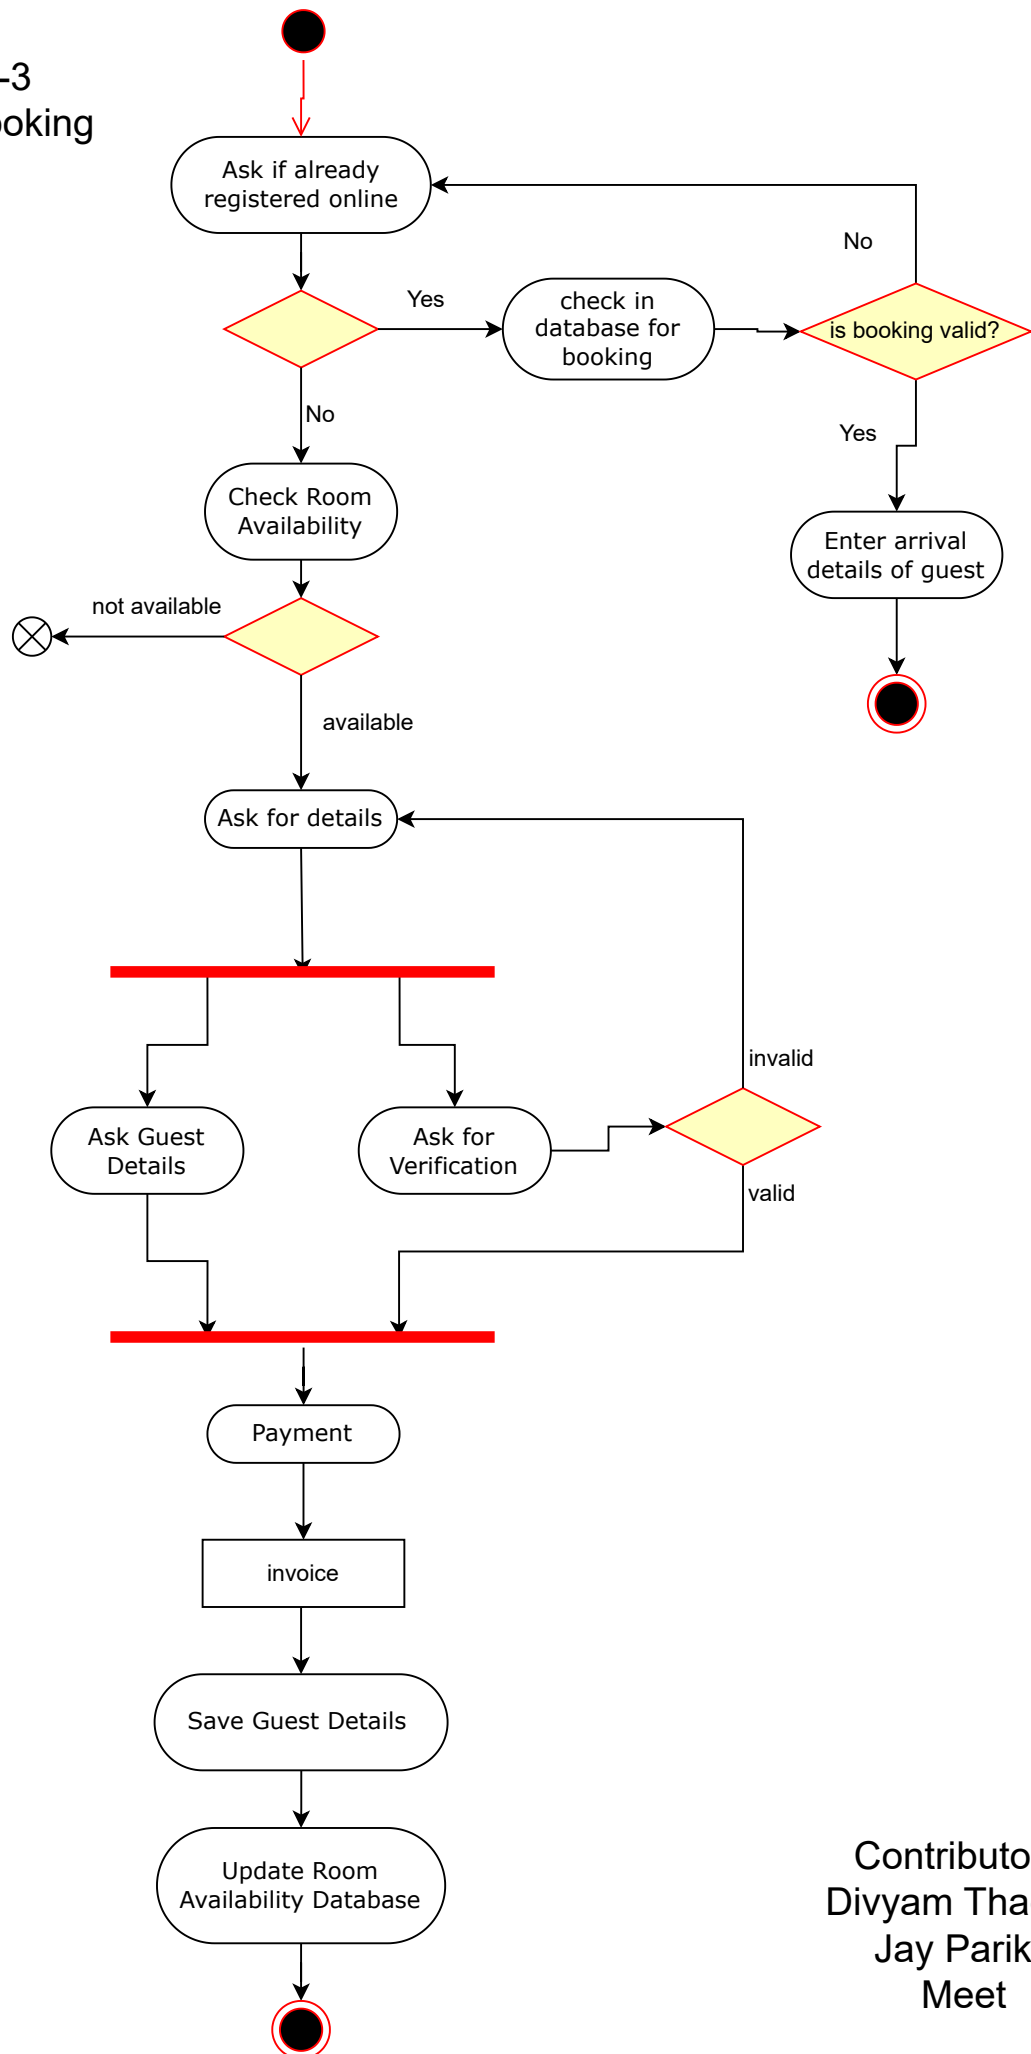 -3
ooking
Ask if already
registered online
No
Yes
check in
database for
booking
is booking valid?
No
Yes
Check Room
Availability
Enter arrival
details of guest
not available
available
Ask for details
invalid
Ask Guest
Details
Ask for
Verification
valid
Payment
invoice
Save Guest Details
Update Room
Availability Database
Contributo
Divyam Tha
Jay Parik
Meet